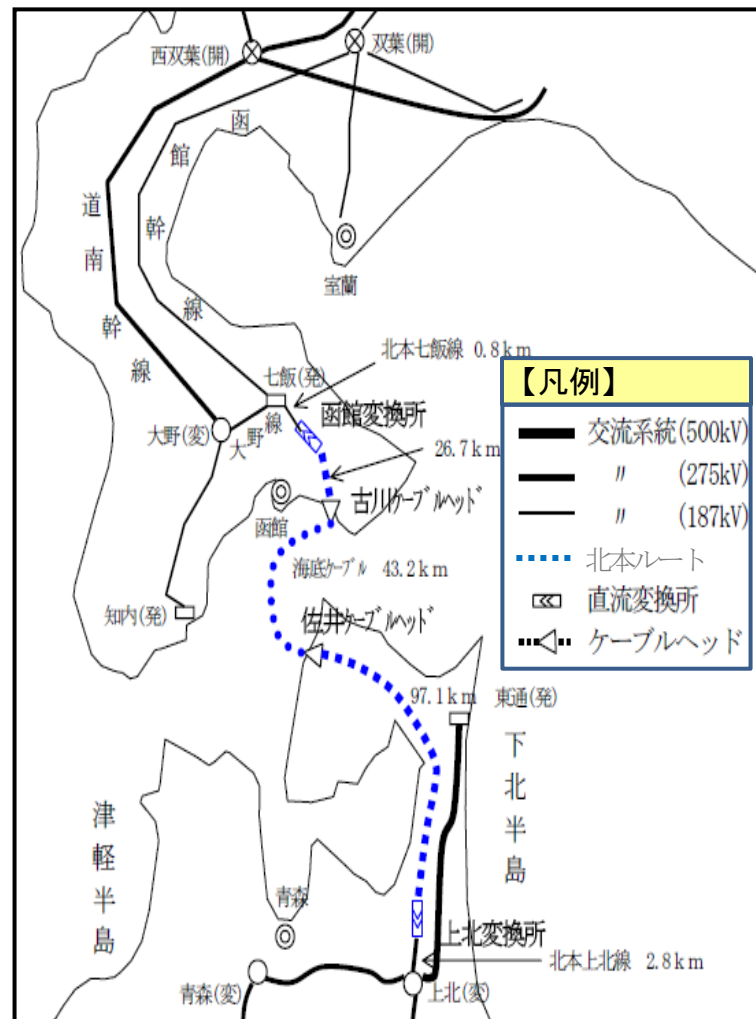 西双葉(開)
双葉(開)
函館幹線
道南幹線
室蘭
北本七飯線 0.8km
七飯(発)
函館変換所
大野(変)
大野線
26.7km
古川ケーブルヘッド
函館
海底ケーブル 43.2km
知内(発)
佐井ケーブルヘッド
97.1km 東通(発)
下北半島
津軽半島
青森
上北変換所
北本上北線 2.8km
青森(変)
上北(変)
【凡例】
交流系統(500kV)
〃 (275kV)
〃 (187kV)
北本ルート
直流変換所
ケーブルヘッド